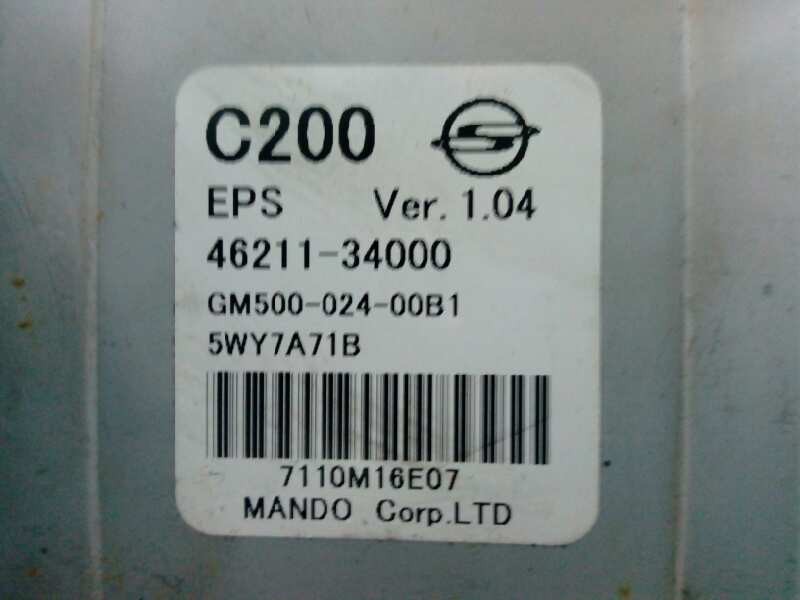 C200
EPS Ver. 1.04
46211-34000
GM500-024-00B1
5WY7A71B
7110M16E07
MANDO Corp.LTD